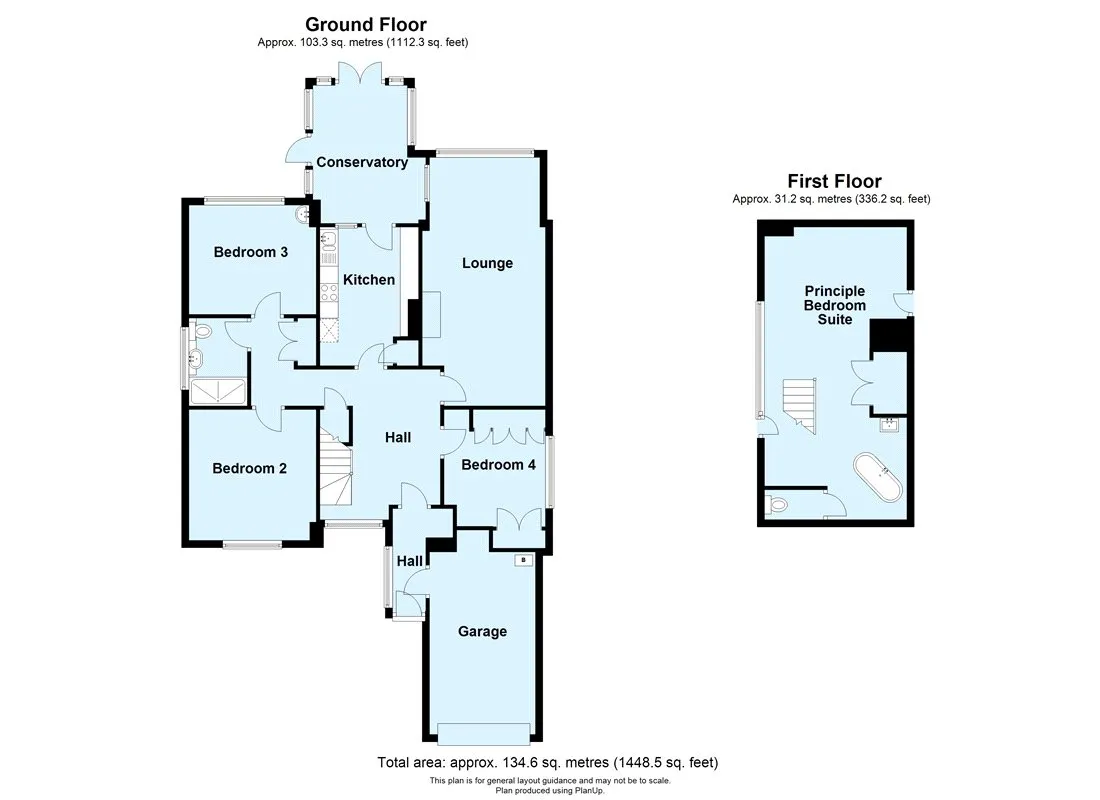 Ground Floor
Approx. 103.3 sq. metres (1112.3 sq. feet)
Conservatory
Bedroom 3
Kitchen
Lounge
Hall
Bedroom 2
Bedroom 4
Hall
Garage
B
First Floor
Approx. 31.2 sq. metres (336.2 sq. feet)
Principle
Bedroom
Suite
Total area: approx. 134.6 sq. metres (1448.5 sq. feet)
This plan is for general layout guidance and may not be to scale.
Plan produced using PlanUp.